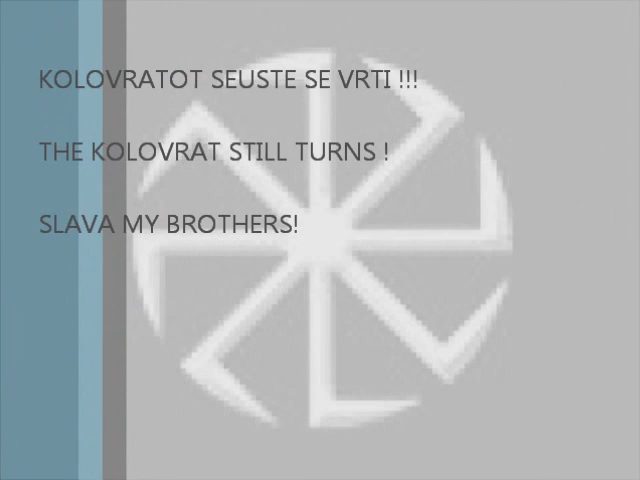 KOLOVRATOT SEUSTE SE VRTI !!!
THE KOLOVRAT STILL TURNS !
SLAVA MY BROTHERS!